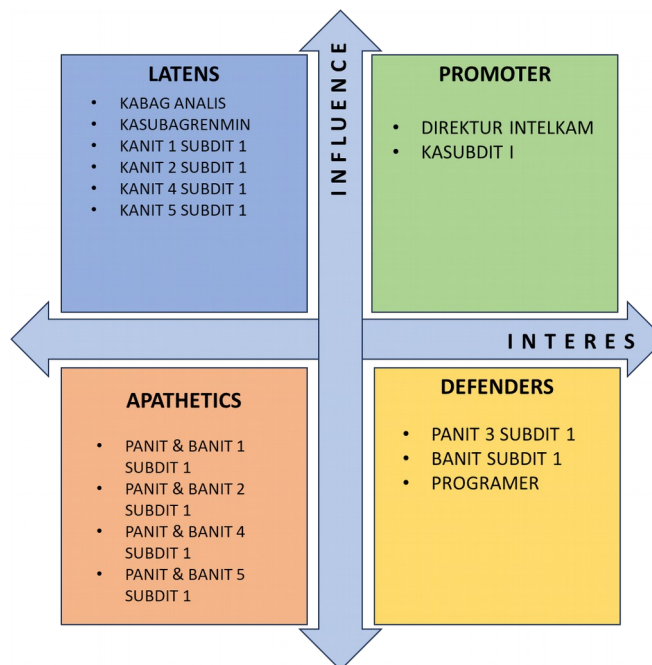 INFLUENCE
LATENS
• KABAG ANALIS
• KASUBAGRENMIN
• KANIT 1 SUBDIT 1
• KANIT 2 SUBDIT 1
• KANIT 4 SUBDIT 1
• KANIT 5 SUBDIT 1
PROMOTER
• DIREKTUR INTELKAM
• KASUBDIT I
INTERES
APATHETICS
• PANIT & BANIT 1
SUBDIT 1
• PANIT & BANIT 2
SUBDIT 1
• PANIT & BANIT 4
SUBDIT 1
• PANIT & BANIT 5
SUBDIT 1
DEFENDERS
• PANIT 3 SUBDIT 1
• BANIT SUBDIT 1
• PROGRAMER